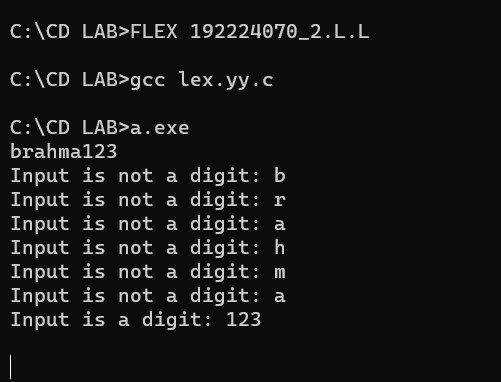 C:\CD LAB>FLEX 192224070_2.L.L
C:\CD LAB>gcc lex.yy.c
C:\CD LAB>a.exe
brahma123
Input is not a digit: b
Input is not a digit: r
Input is not a digit: a
Input is not a digit: h
Input is not a digit: m
Input is not a digit: a
Input is a digit: 123